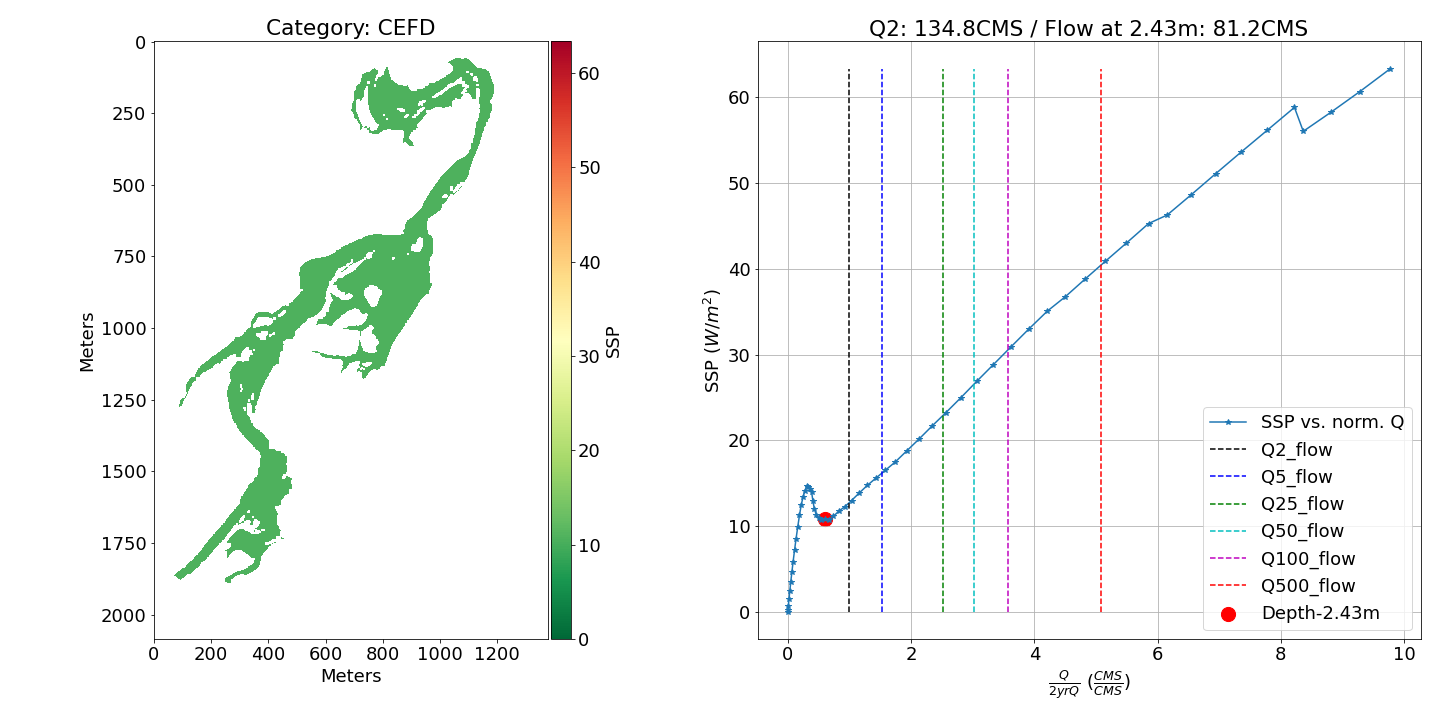 Category: CEFD
0
250
500
750
1000
1250
1500
1750
2000
Meters
0 200 400 600 800 1000 1200
Meters
60
50
40
30
20
10
0
SSP
Q2: 134.8CMS / Flow at 2.43m: 81.2CMS
60
50
40
30
20
10
0
SSP (W/m²)
SSP vs. norm. Q
Q2_flow
Q5_flow
Q25_flow
Q50_flow
Q100_flow
Q500_flow
Depth-2.43m
0 2 4 6 8 10
Q/2yrQ (CMS/CMS)